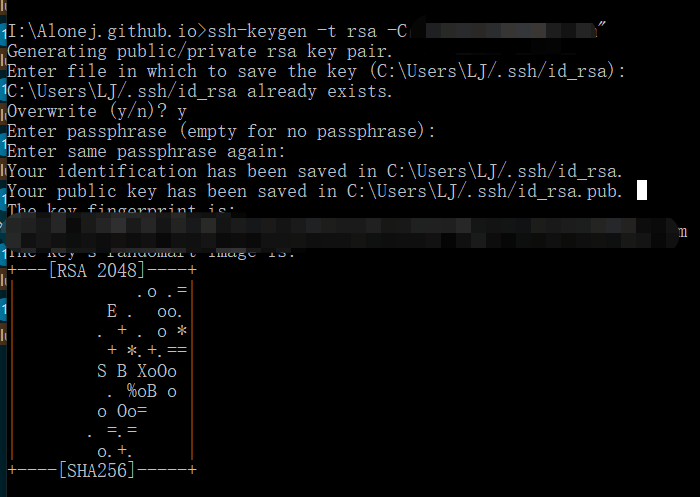 I:\Alonej.github.io>ssh-keygen -t rsa -C "
Generating public/private rsa key pair.
Enter file in which to save the key (C:\Users\LJ/.ssh/id_rsa):
C:\Users\LJ/.ssh/id_rsa already exists.
Overwrite (y/n)? y
Enter passphrase (empty for no passphrase):
Enter same passphrase again:
Your identification has been saved in C:\Users\LJ/.ssh/id_rsa.
Your public key has been saved in C:\Users\LJ/.ssh/id_rsa.pub.
The key fingerprint is:
m
The key's randomart image is:
+---[RSA 2048]----+
|            .o .=|
|         E .  oo.|
|        . + .  o *|
|         + *.+.==|
|        S B XoOo |
|         . %oB o |
|        o Oo=    |
|       . =.=     |
|        o.+.     |
+----[SHA256]-----+